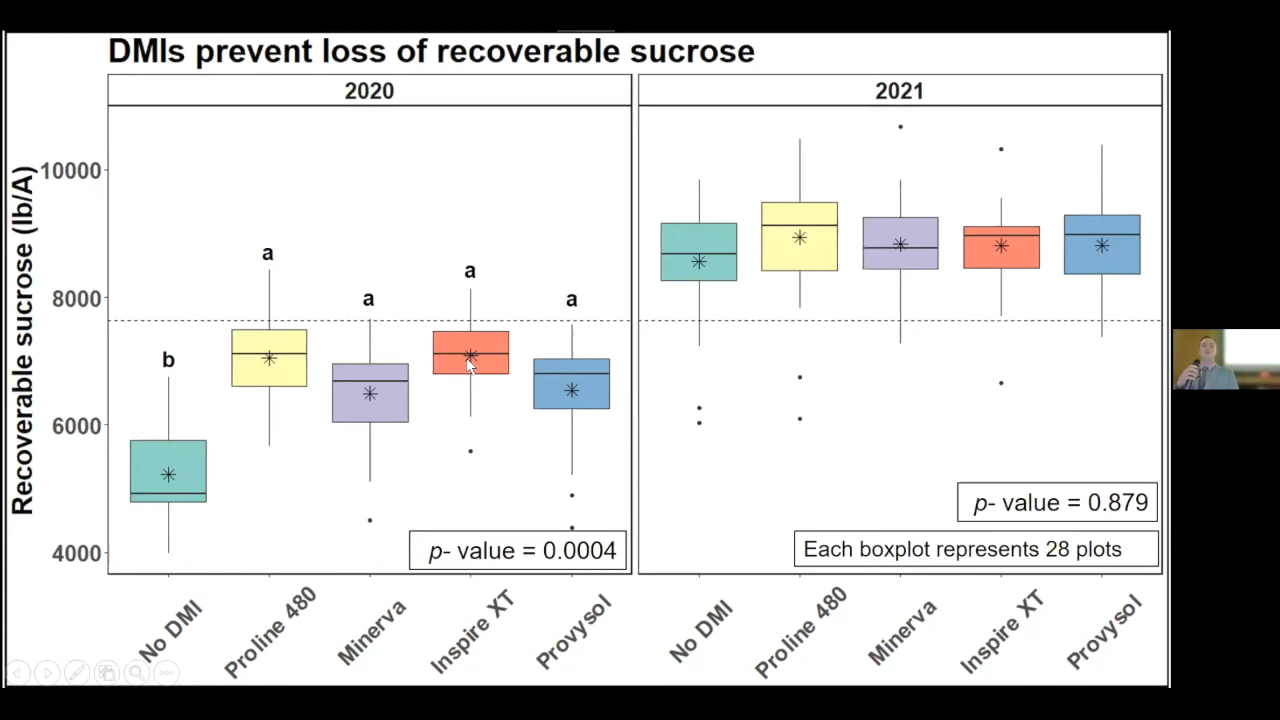 DMIs prevent loss of recoverable sucrose
2020
2021
Recoverable sucrose (lb/A)
10000
8000
6000
4000
b
a
a
a
a
p- value = 0.0004
p- value = 0.879
Each boxplot represents 28 plots
No DMI
Proline 480
Minerva
Inspire XT
Provysol
No DMI
Proline 480
Minerva
Inspire XT
Provysol